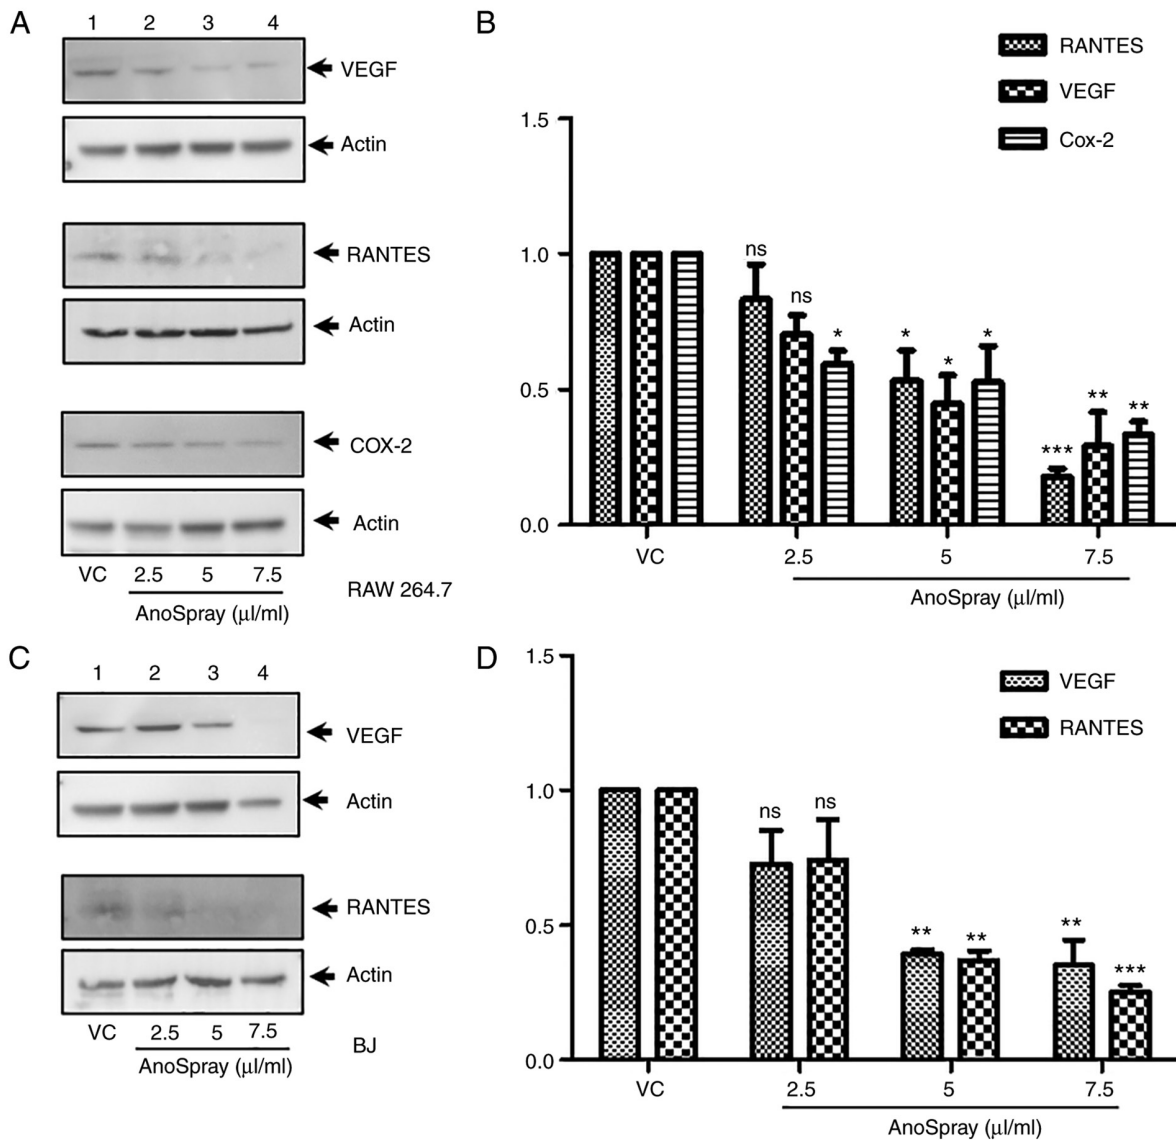 A
1 2 3 4
VEGF
Actin
RANTES
Actin
COX-2
Actin
VC 2.5 5 7.5
AnoSpray (μl/ml)
RAW 264.7
B
RANTES
VEGF
Cox-2
1.5
1.0
0.5
0.0
ns ns *
* * *
*** ** **
VC 2.5 5 7.5
AnoSpray (μl/ml)
C
1 2 3 4
VEGF
Actin
RANTES
Actin
VC 2.5 5 7.5
AnoSpray (μl/ml)
BJ
D
VEGF
RANTES
1.5
1.0
0.5
0.0
ns ns
** **
** ***
VC 2.5 5 7.5
AnoSpray (μl/ml)